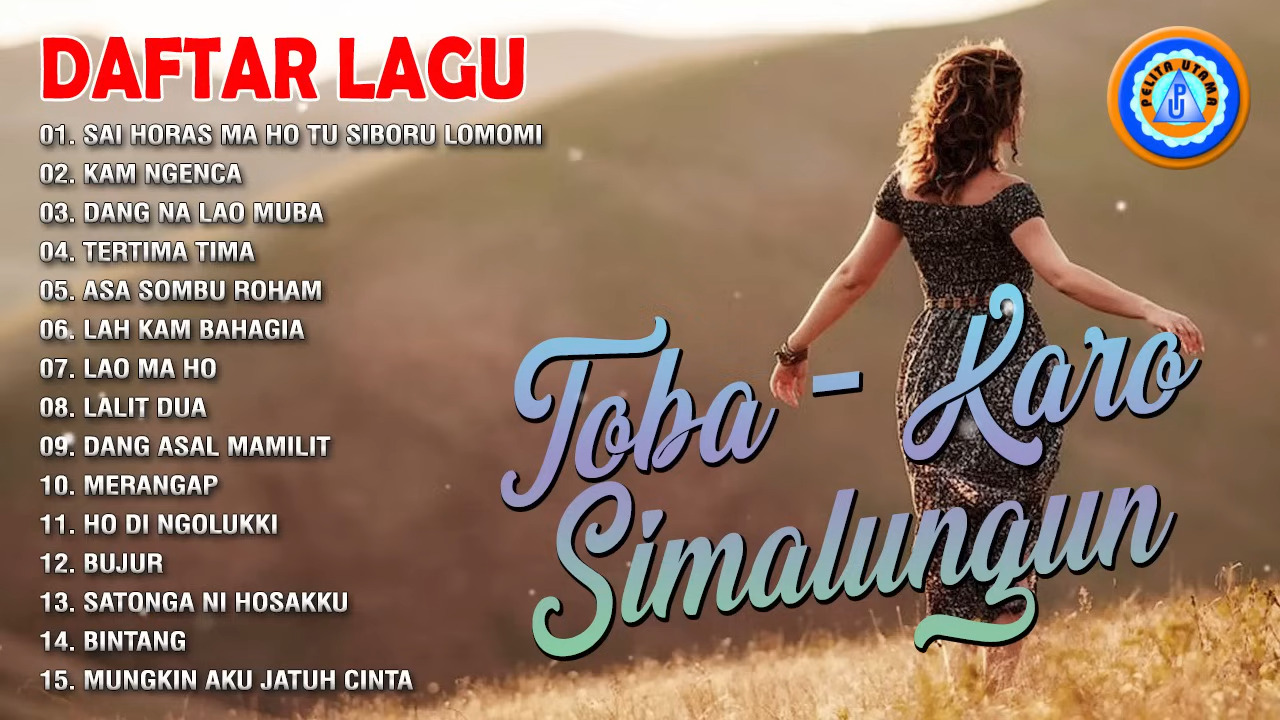 DAFTAR LAGU
01. SAI HORAS MA HO TU SIBORU LOMOMI
02. KAM NGENCA
03. DANG NA LAO MUBA
04. TERTIMA TIMA
05. ASA SOMBU ROHAM
06. LAH KAM BAHAGIA
07. LAO MA HO
08. LALIT DUA
09. DANG ASAL MAMILIT
10. MERANGAP
11. HO DI NGOLUKKI
12. BUJUR
13. SATONGA NI HOSAKKU
14. BINTANG
15. MUNGKIN AKU JATUH CINTA
PELITA UTAMA
PU
Toba - Karo
Simalungun